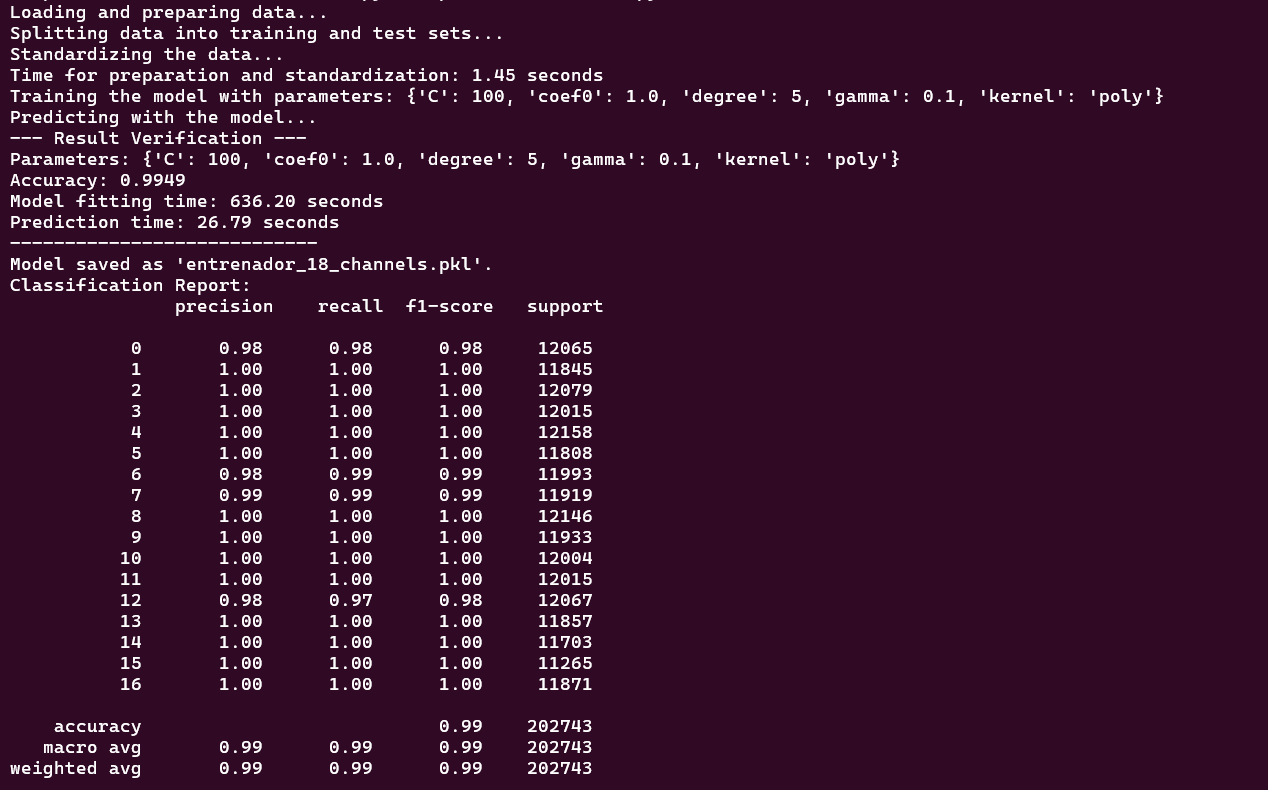 Loading and preparing data...
Splitting data into training and test sets...
Standardizing the data...
Time for preparation and standardization: 1.45 seconds
Training the model with parameters: {'C': 100, 'coef0': 1.0, 'degree': 5, 'gamma': 0.1, 'kernel': 'poly'}
Predicting with the model...
--- Result Verification ---
Parameters: {'C': 100, 'coef0': 1.0, 'degree': 5, 'gamma': 0.1, 'kernel': 'poly'}
Accuracy: 0.9949
Model fitting time: 636.20 seconds
Prediction time: 26.79 seconds
----------------------------
Model saved as 'entrenador_18_channels.pkl'.
Classification Report:
               precision    recall  f1-score   support

           0       0.98      0.98      0.98     12065
           1       1.00      1.00      1.00     11845
           2       1.00      1.00      1.00     12079
           3       1.00      1.00      1.00     12015
           4       1.00      1.00      1.00     12158
           5       1.00      1.00      1.00     11808
           6       0.98      0.99      0.99     11993
           7       0.99      0.99      0.99     11919
           8       1.00      1.00      1.00     12146
           9       1.00      1.00      1.00     11933
          10       1.00      1.00      1.00     12004
          11       1.00      1.00      1.00     12015
          12       0.98      0.97      0.98     12067
          13       1.00      1.00      1.00     11857
          14       1.00      1.00      1.00     11703
          15       1.00      1.00      1.00     11265
          16       1.00      1.00      1.00     11871

    accuracy                           0.99    202743
   macro avg       0.99      0.99      0.99    202743
weighted avg       0.99      0.99      0.99    202743